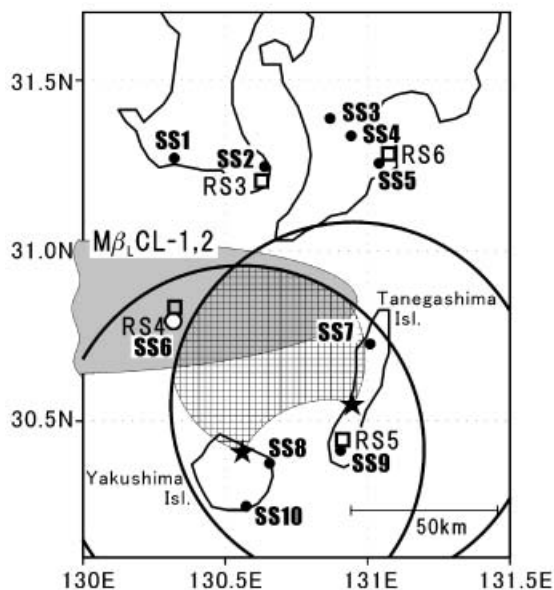 31.5N
SS1
SS2
RS3
SS3
SS4
RS6
SS5
31.0N
MβLCL-1,2
RS4
SS6
Tanegashima
Isl.
SS7
30.5N
SS8
RS5
SS9
Yakushima
Isl.
SS10
50km
130E
130.5E
131E
131.5E